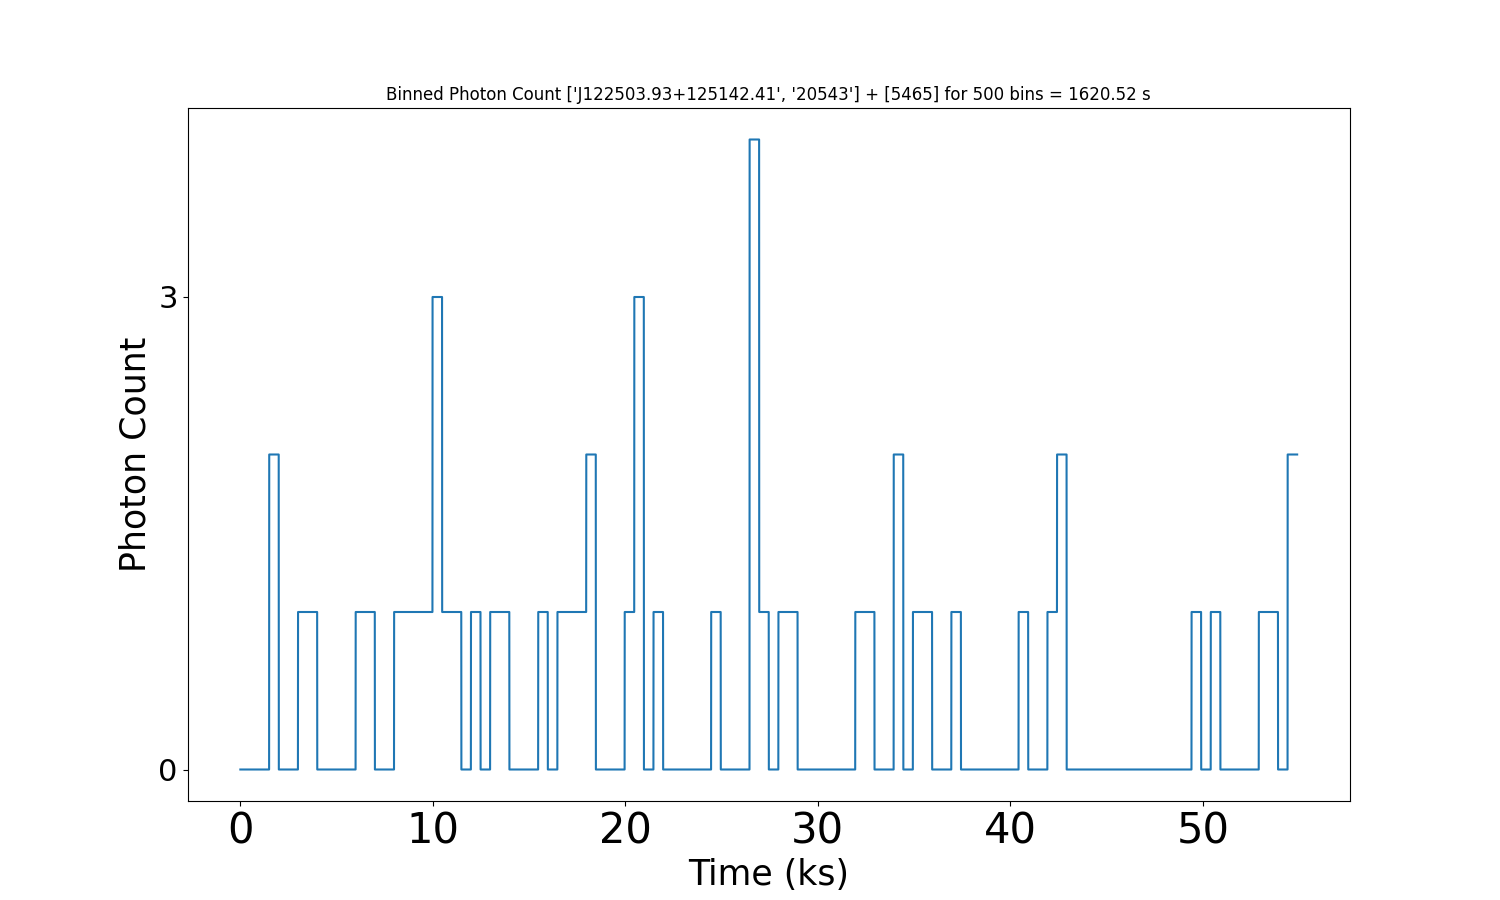 Binned Photon Count ['J122503.93+125142.41', '20543'] + [5465] for 500 bins = 1620.52 s
3
Photon Count
0
0 10 20 30 40 50
Time (ks)